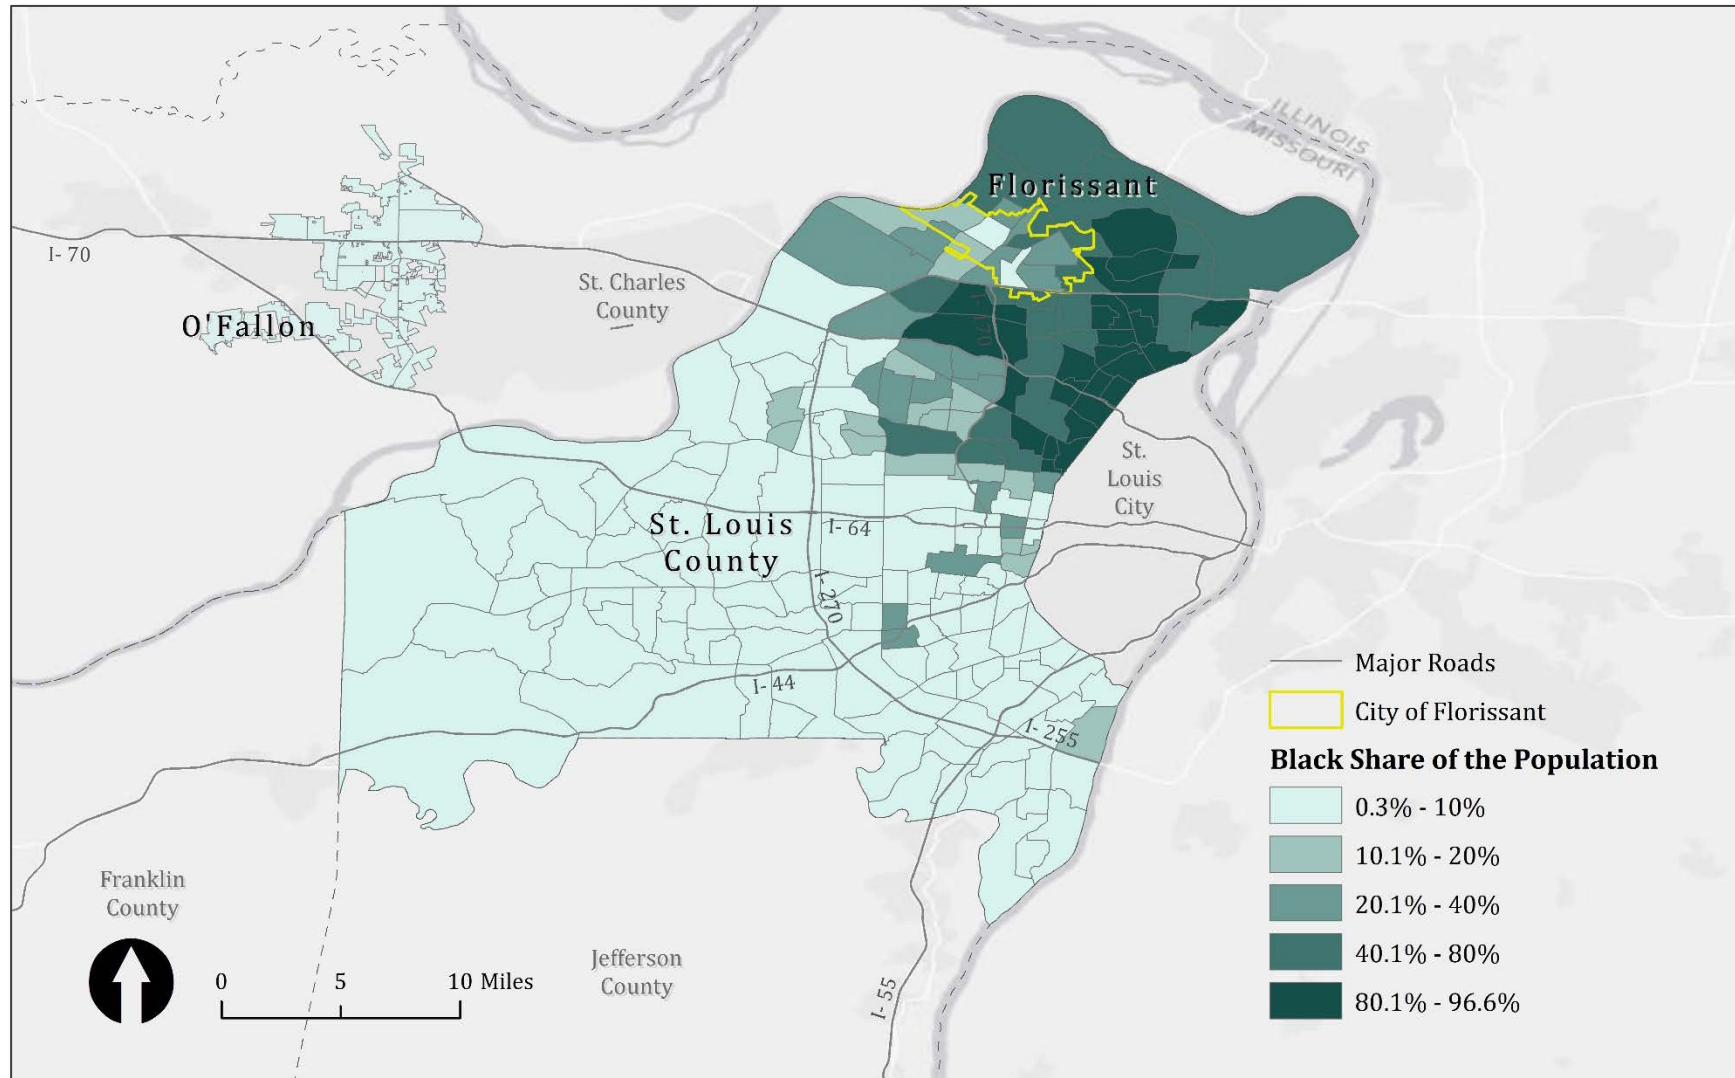 ILLINOIS
MISSOURI
Florissant
I- 70
St. Charles
County
O'Fallon
I- 170
St.
Louis
City
St. Louis
County
I- 64
I- 270
I- 44
I- 255
Major Roads
City of Florissant
Black Share of the Population
0.3% - 10%
10.1% - 20%
20.1% - 40%
40.1% - 80%
80.1% - 96.6%
Franklin
County
0 5 10 Miles
Jefferson
County
I- 55